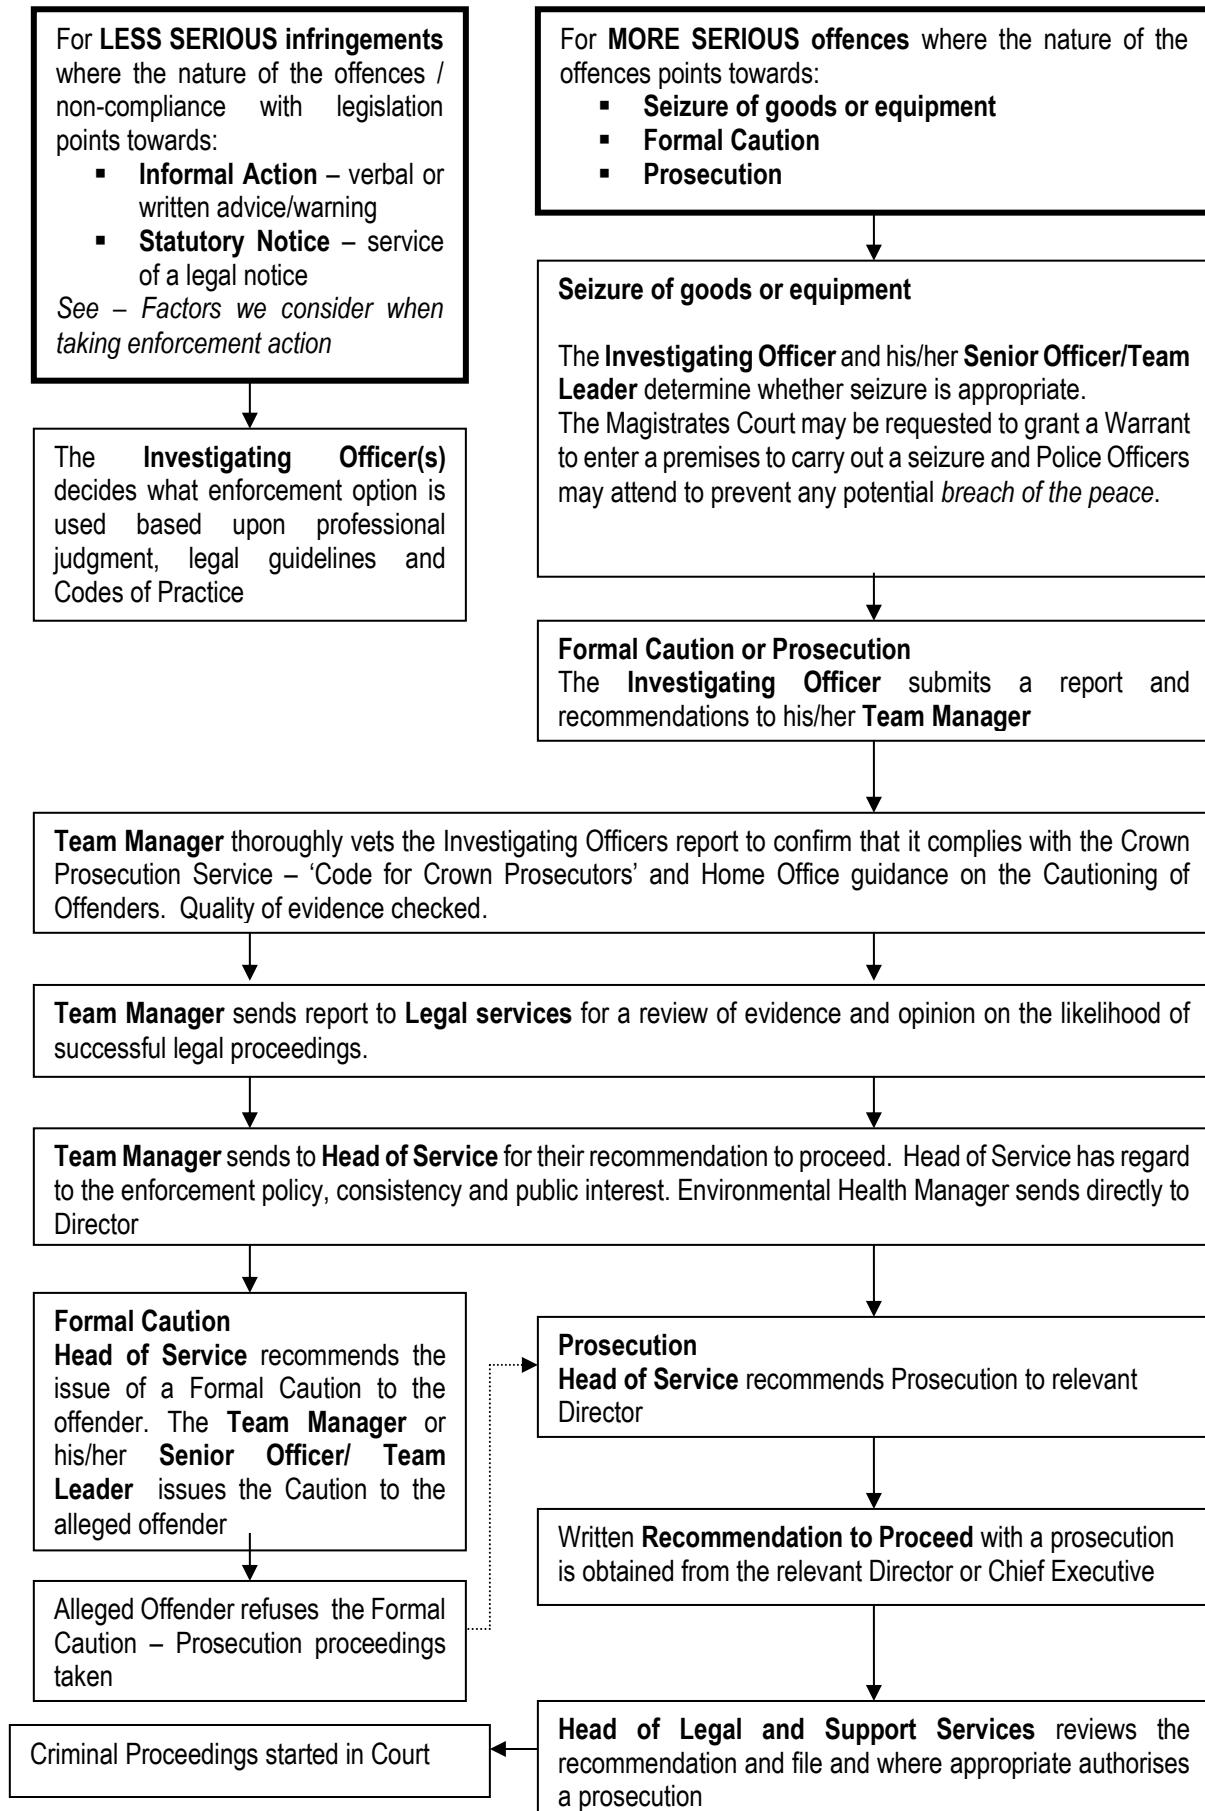 For LESS SERIOUS infringements
where the nature of the offences /
non-compliance with legislation
points towards:
▪ Informal Action – verbal or
written advice/warning
▪ Statutory Notice – service
of a legal notice
See – Factors we consider when
taking enforcement action
For MORE SERIOUS offences where the nature of the
offences points towards:
▪ Seizure of goods or equipment
▪ Formal Caution
▪ Prosecution
Seizure of goods or equipment
The Investigating Officer and his/her Senior Officer/Team
Leader determine whether seizure is appropriate.
The Magistrates Court may be requested to grant a Warrant
to enter a premises to carry out a seizure and Police Officers
may attend to prevent any potential breach of the peace.
The Investigating Officer(s)
decides what enforcement option is
used based upon professional
judgment, legal guidelines and
Codes of Practice
Formal Caution or Prosecution
The Investigating Officer submits a report and
recommendations to his/her Team Manager
Team Manager thoroughly vets the Investigating Officers report to confirm that it complies with the Crown
Prosecution Service – ‘Code for Crown Prosecutors’ and Home Office guidance on the Cautioning of
Offenders. Quality of evidence checked.
Team Manager sends report to Legal services for a review of evidence and opinion on the likelihood of
successful legal proceedings.
Team Manager sends to Head of Service for their recommendation to proceed. Head of Service has regard
to the enforcement policy, consistency and public interest. Environmental Health Manager sends directly to
Director
Formal Caution
Head of Service recommends the
issue of a Formal Caution to the
offender. The Team Manager or
his/her Senior Officer/ Team
Leader issues the Caution to the
alleged offender
Prosecution
Head of Service recommends Prosecution to relevant
Director
Written Recommendation to Proceed with a prosecution
is obtained from the relevant Director or Chief Executive
Alleged Offender refuses the Formal
Caution – Prosecution proceedings
taken
Head of Legal and Support Services reviews the
recommendation and file and where appropriate authorises
a prosecution
Criminal Proceedings started in Court